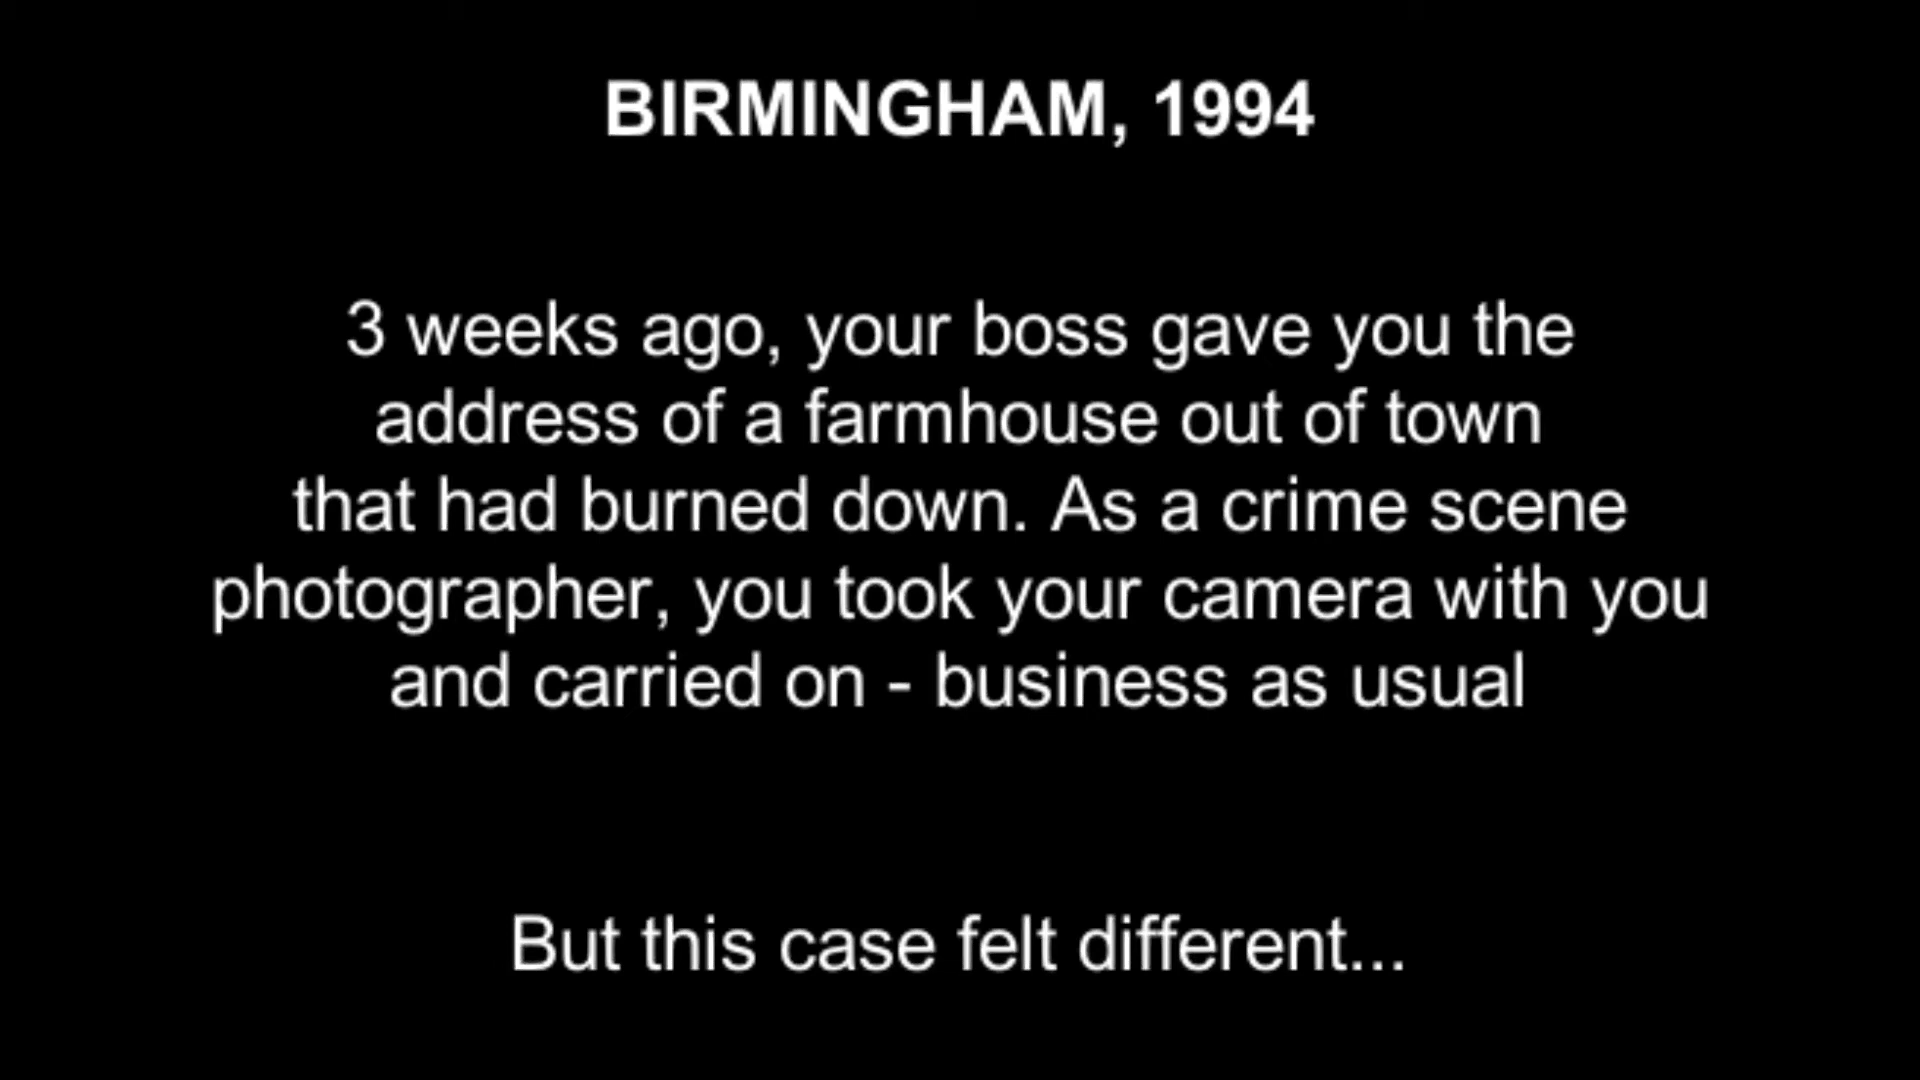 BIRMINGHAM, 1994
3 weeks ago, your boss gave you the
address of a farmhouse out of town
that had burned down. As a crime scene
photographer, you took your camera with you
and carried on - business as usual
But this case felt different...